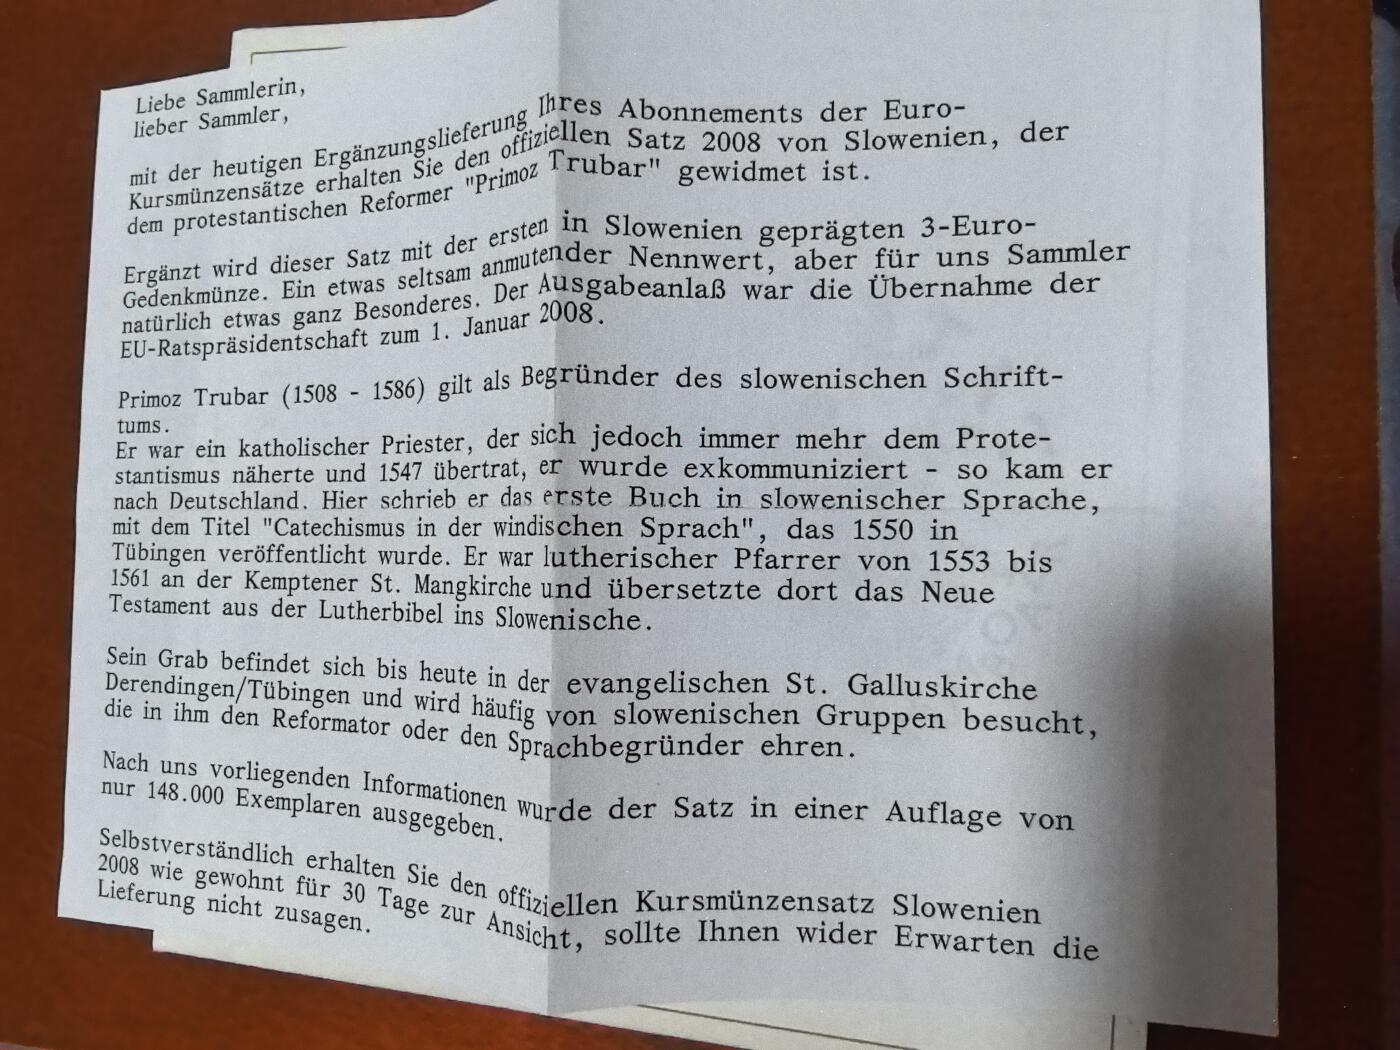 Liebe Sammlerin,
lieber Sammler,
mit der heutigen Ergänzungslieferung Ihres Abonnements der Euro-
Kursmünzensätze erhalten Sie den offiziellen Satz 2008 von Slowenien, der
dem protestantischen Reformer "Primoz Trubar" gewidmet ist.
Ergänzt wird dieser Satz mit der ersten in Slowenien geprägten 3-Euro-
Gedenkmünze. Ein etwas seltsam anmutender Nennwert, aber für uns Sammler
natürlich etwas ganz Besonderes. Der Ausgabeanlaß war die Übernahme der
EU-Ratspräsidentschaft zum 1. Januar 2008.
Primoz Trubar (1508 - 1586) gilt als Begründer des slowenischen Schrift-
tums.
Er war ein katholischer Priester, der sich jedoch immer mehr dem Prote-
stantismus näherte und 1547 übertrat, er wurde exkommuniziert - so kam er
nach Deutschland. Hier schrieb er das erste Buch in slowenischer Sprache,
mit dem Titel "Catechismus in der windischen Sprach", das 1550 in
Tübingen veröffentlicht wurde. Er war lutherischer Pfarrer von 1553 bis
1561 an der Kemptener St. Mangkirche und übersetzte dort das Neue
Testament aus der Lutherbibel ins Slowenische.
Sein Grab befindet sich bis heute in der evangelischen St. Galluskirche
Derendingen/Tübingen und wird häufig von slowenischen Gruppen besucht,
die in ihm den Reformator oder den Sprachbegründer ehren.
Nach uns vorliegenden Informationen wurde der Satz in einer Auflage von
nur 148.000 Exemplaren ausgegeben.
Selbstverständlich erhalten Sie den offiziellen Kursmünzensatz Slowenien
2008 wie gewohnt für 30 Tage zur Ansicht, sollte Ihnen wider Erwarten die
Lieferung nicht zusagen.